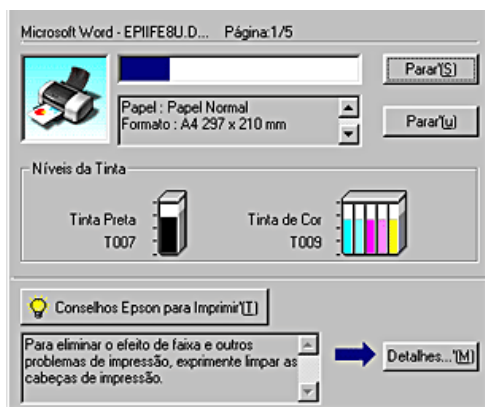 Microsoft Word - EPIIFE8U.D... Página:1/5
Parar'(S)
Papel : Papel Normal
Formato : A4 297 x 210 mm
Parar'(u)
Níveis da Tinta
Tinta Preta
T007
Tinta de Cor
T009
Conselhos Epson para Imprimir'(T)
Para eliminar o efeito de faixa e outros
problemas de impressão, exprimente limpar as
cabeças de impressão.
Detalhes...'(M)